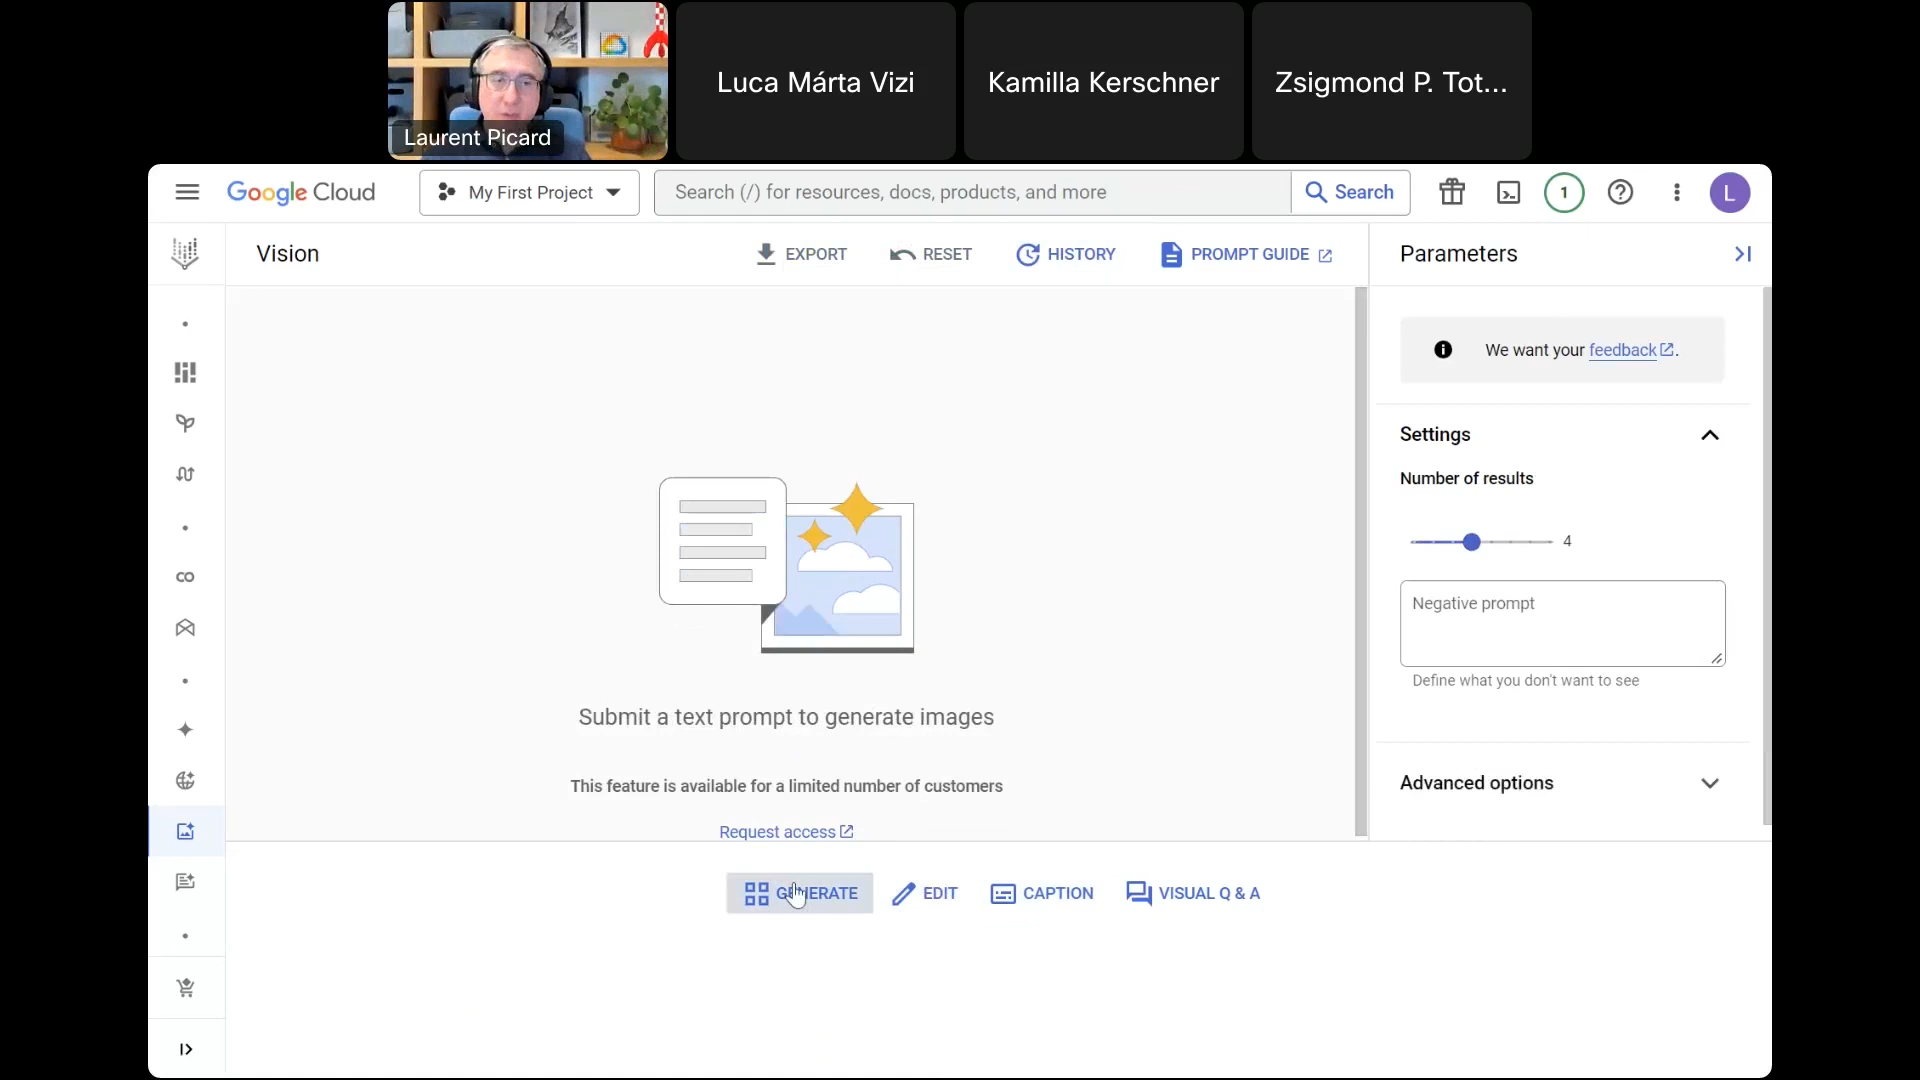 Laurent Picard
Luca Márta Vizi
Kamilla Kerschner
Zsigmond P. Tot...
Google Cloud
My First Project
Search (/) for resources, docs, products, and more
Search
1
L
Vision
EXPORT
RESET
HISTORY
PROMPT GUIDE
Parameters
We want your feedback.
Settings
Number of results
4
Negative prompt
Define what you don't want to see
Advanced options
Submit a text prompt to generate images
This feature is available for a limited number of customers
Request access
GENERATE
EDIT
CAPTION
VISUAL Q & A